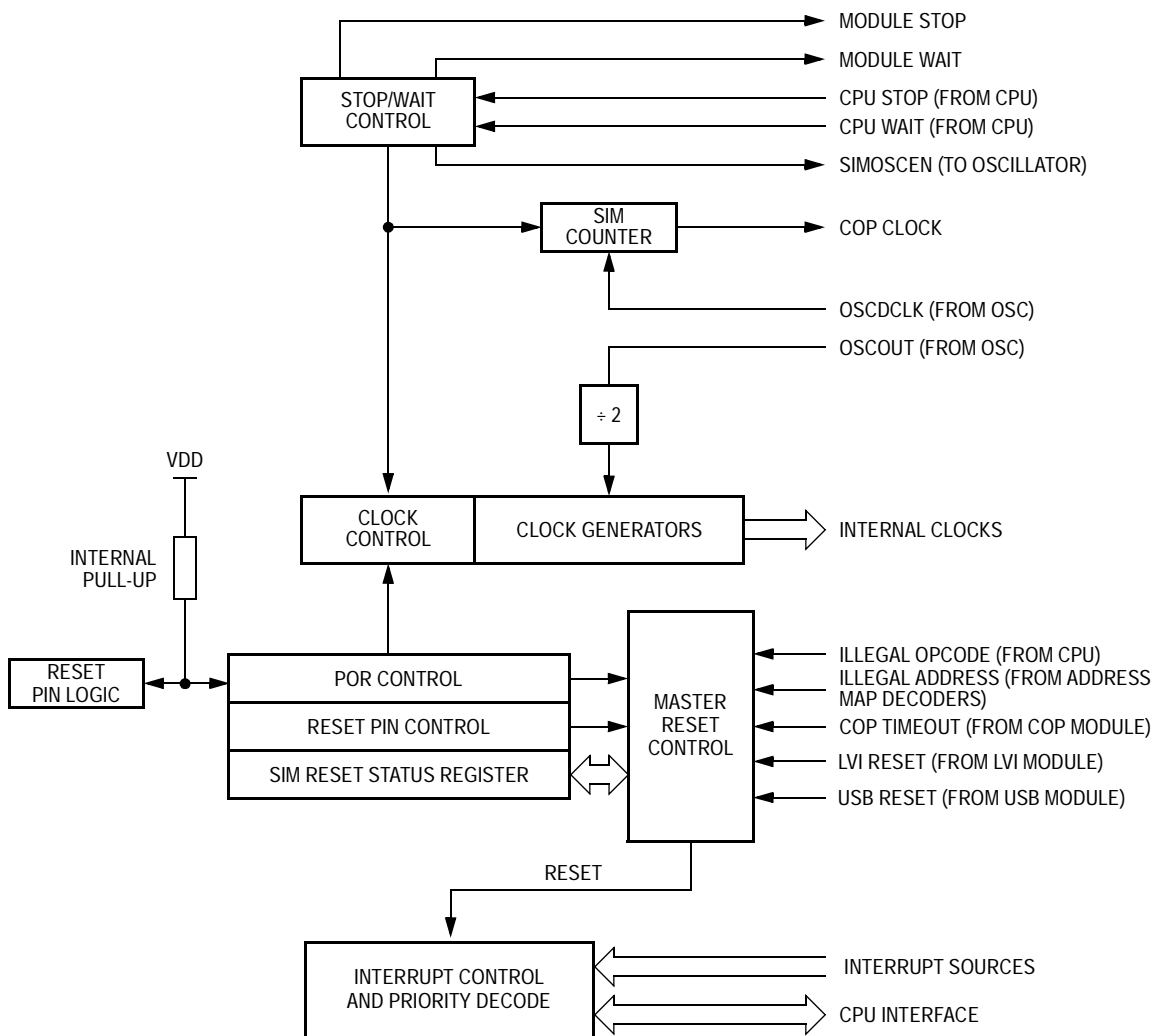 MODULE STOP
MODULE WAIT
STOP/WAIT
CONTROL
CPU STOP (FROM CPU)
CPU WAIT (FROM CPU)
SIMOSCEN (TO OSCILLATOR)
SIM
COUNTER
COP CLOCK
OSCDCLK (FROM OSC)
OSCOUT (FROM OSC)
÷ 2
VDD
CLOCK
CONTROL
CLOCK GENERATORS
INTERNAL CLOCKS
INTERNAL
PULL-UP
RESET
PIN LOGIC
POR CONTROL
RESET PIN CONTROL
SIM RESET STATUS REGISTER
MASTER
RESET
CONTROL
ILLEGAL OPCODE (FROM CPU)
ILLEGAL ADDRESS (FROM ADDRESS
MAP DECODERS)
COP TIMEOUT (FROM COP MODULE)
LVI RESET (FROM LVI MODULE)
USB RESET (FROM USB MODULE)
RESET
INTERRUPT CONTROL
AND PRIORITY DECODE
INTERRUPT SOURCES
CPU INTERFACE